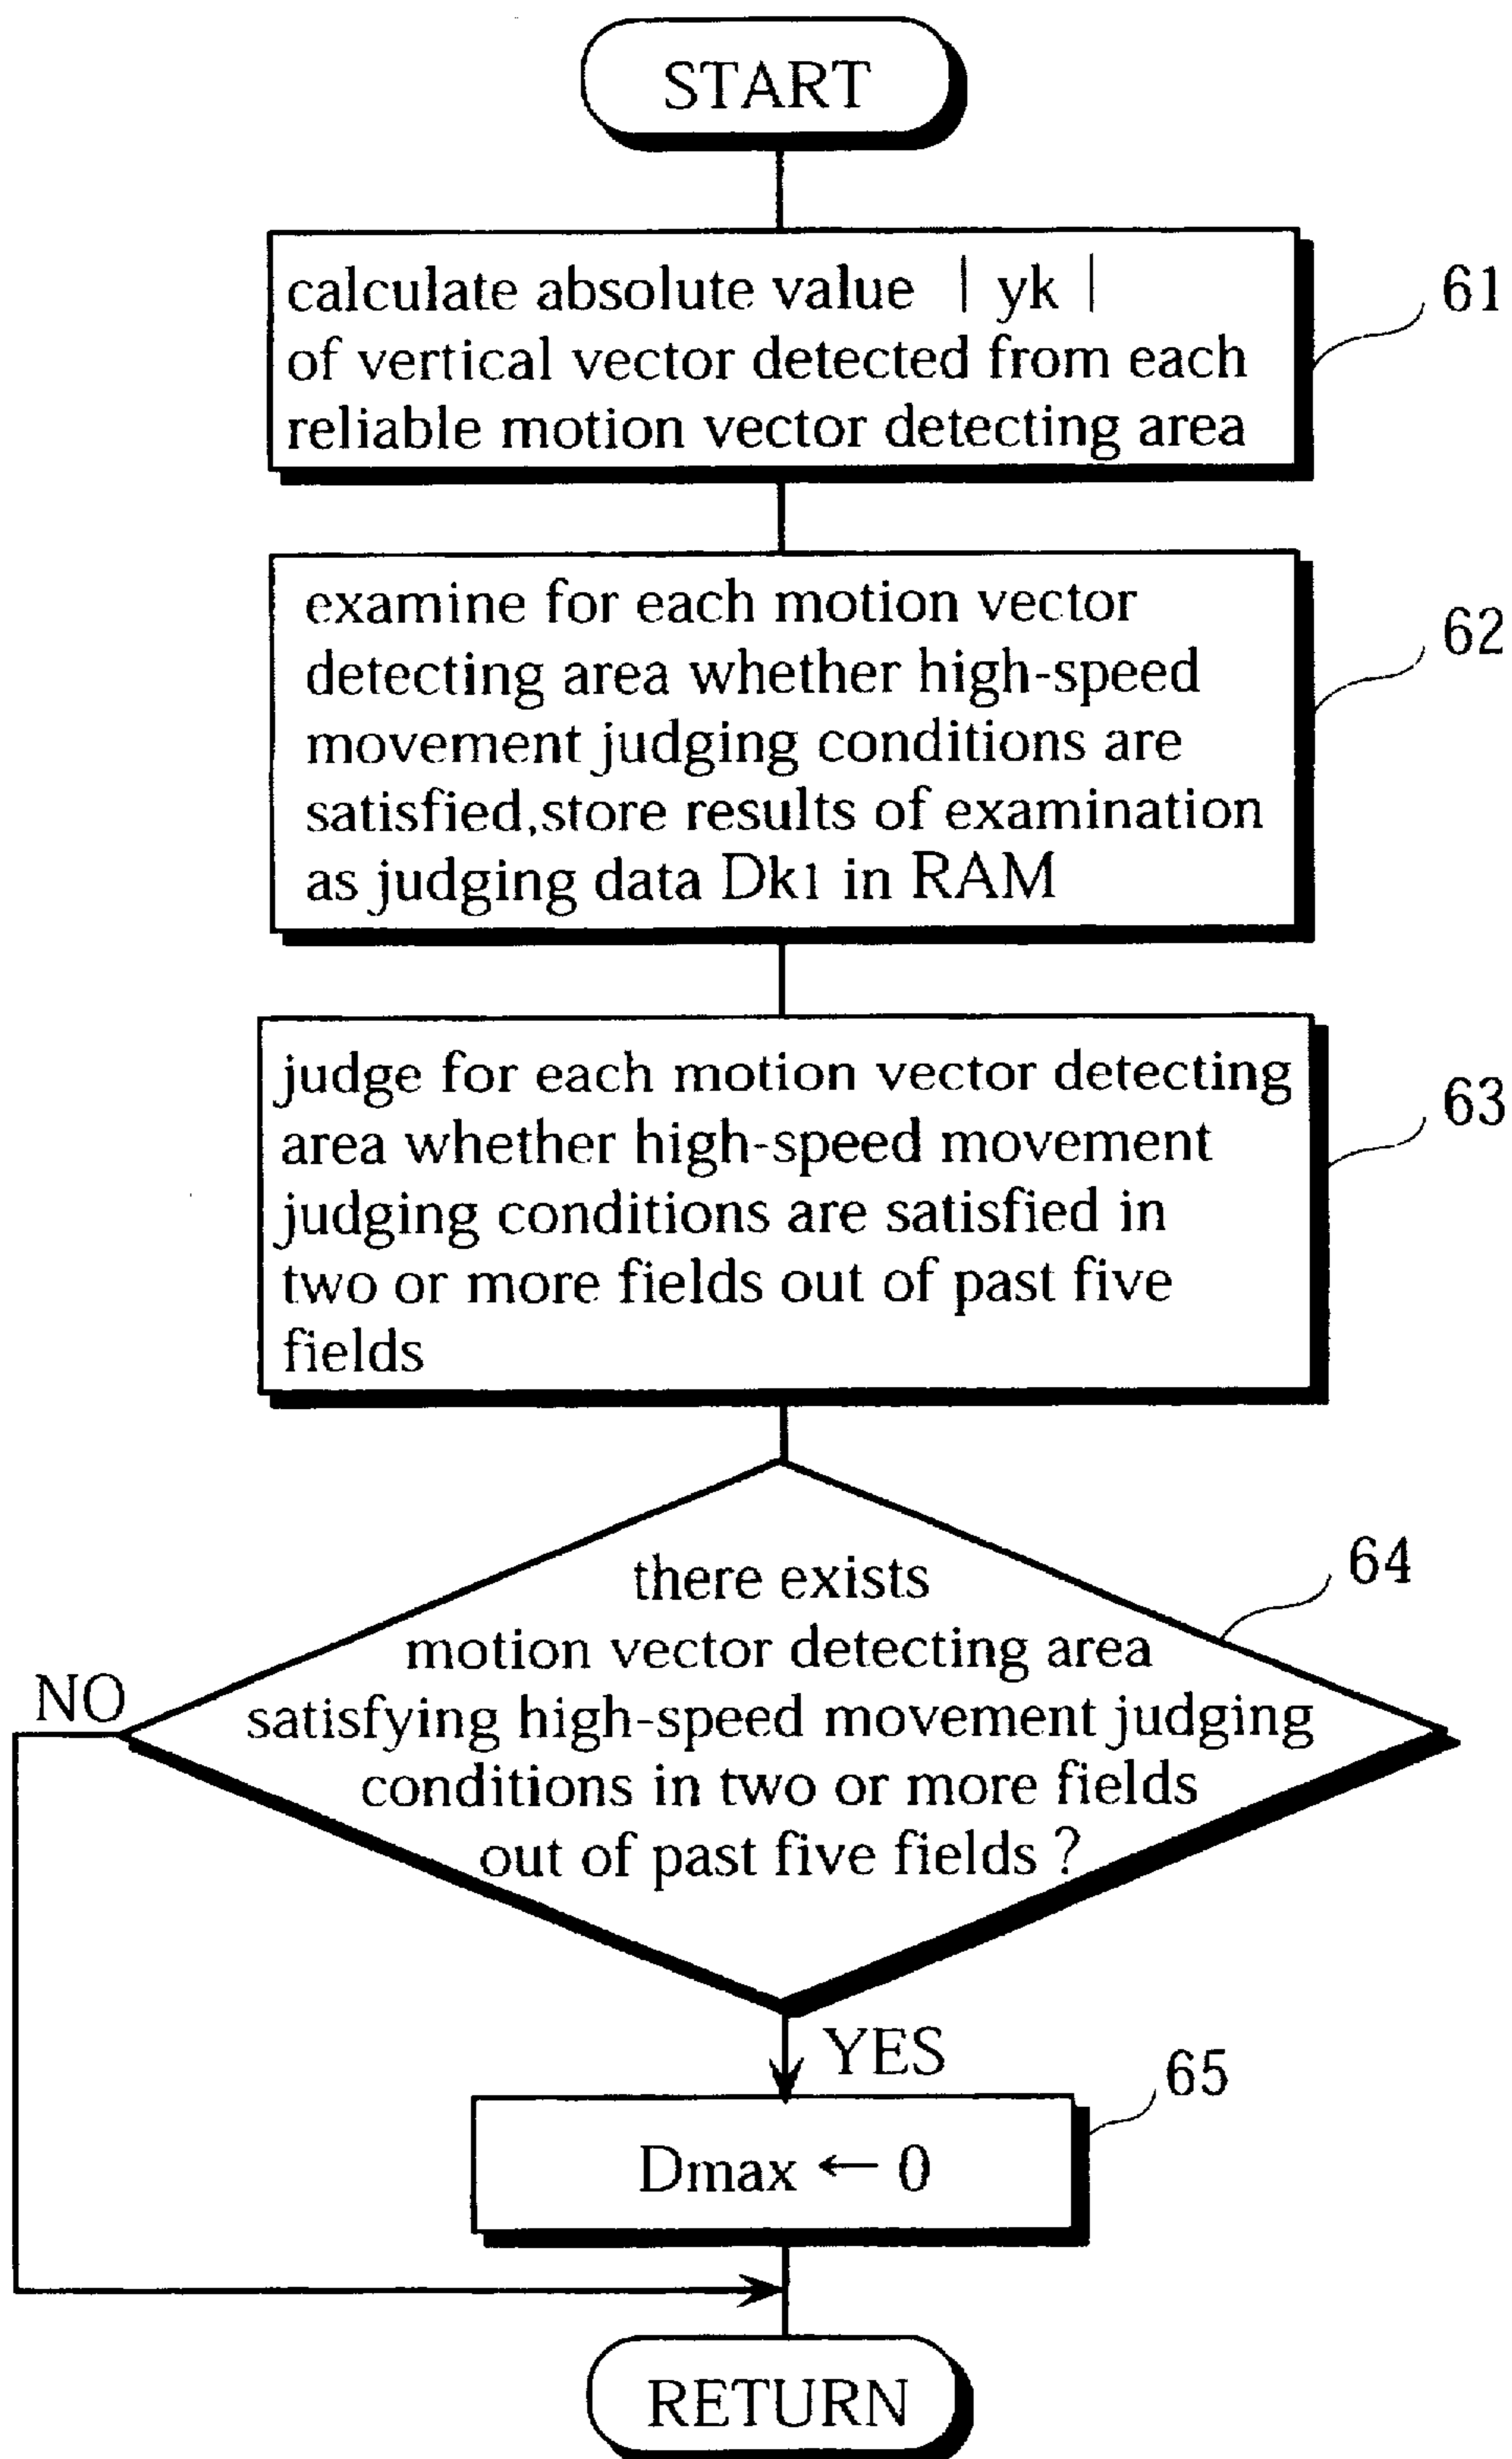 START
calculate absolute value | yk |
of vertical vector detected from each
reliable motion vector detecting area
61
examine for each motion vector
detecting area whether high-speed
movement judging conditions are
satisfied,store results of examination
as judging data Dk1 in RAM
62
judge for each motion vector detecting
area whether high-speed movement
judging conditions are satisfied in
two or more fields out of past five
fields
63
there exists
motion vector detecting area
satisfying high-speed movement judging
conditions in two or more fields
out of past five fields ?
64
NO
YES
65
Dmax ← 0
RETURN